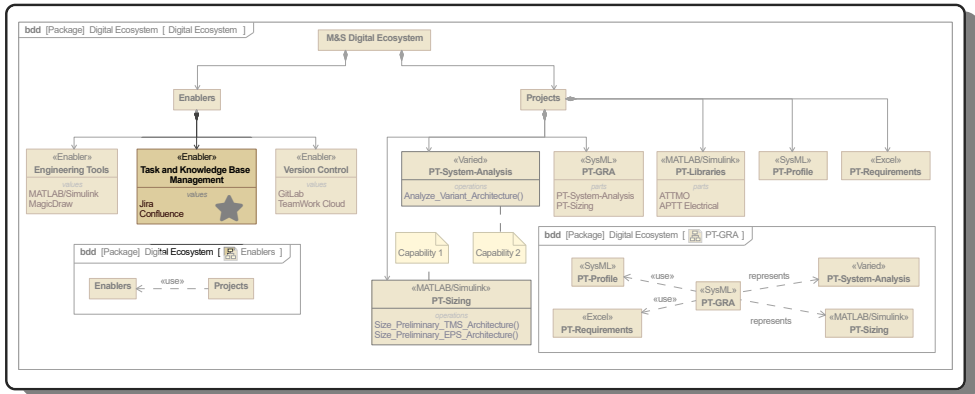 bdd [Package] Digital Ecosystem [ Digital Ecosystem ]
M&S Digital Ecosystem
Enablers
Projects
«Enabler»
Engineering Tools
values
MATLAB/Simulink
MagicDraw
«Enabler»
Task and Knowledge Base
Management
values
Jira
Confluence
«Enabler»
Version Control
values
GitLab
TeamWork Cloud
«Varied»
PT-System-Analysis
operations
Analyze_Variant_Architecture()
«SysML»
PT-GRA
parts
PT-System-Analysis
PT-Sizing
«MATLAB/Simulink»
PT-Libraries
parts
ATTMO
APTT Electrical
«SysML»
PT-Profile
«Excel»
PT-Requirements
Capability 1
Capability 2
«MATLAB/Simulink»
PT-Sizing
operations
Size_Preliminary_TMS_Architecture()
Size_Preliminary_EPS_Architecture()
bdd [Package] Digital Ecosystem [ Enablers ]
Enablers
«use»
Projects
bdd [Package] Digital Ecosystem [ PT-GRA ]
«SysML»
PT-Profile
«use»
«SysML»
PT-GRA
represents
«Varied»
PT-System-Analysis
«Excel»
PT-Requirements
«use»
represents
«MATLAB/Simulink»
PT-Sizing